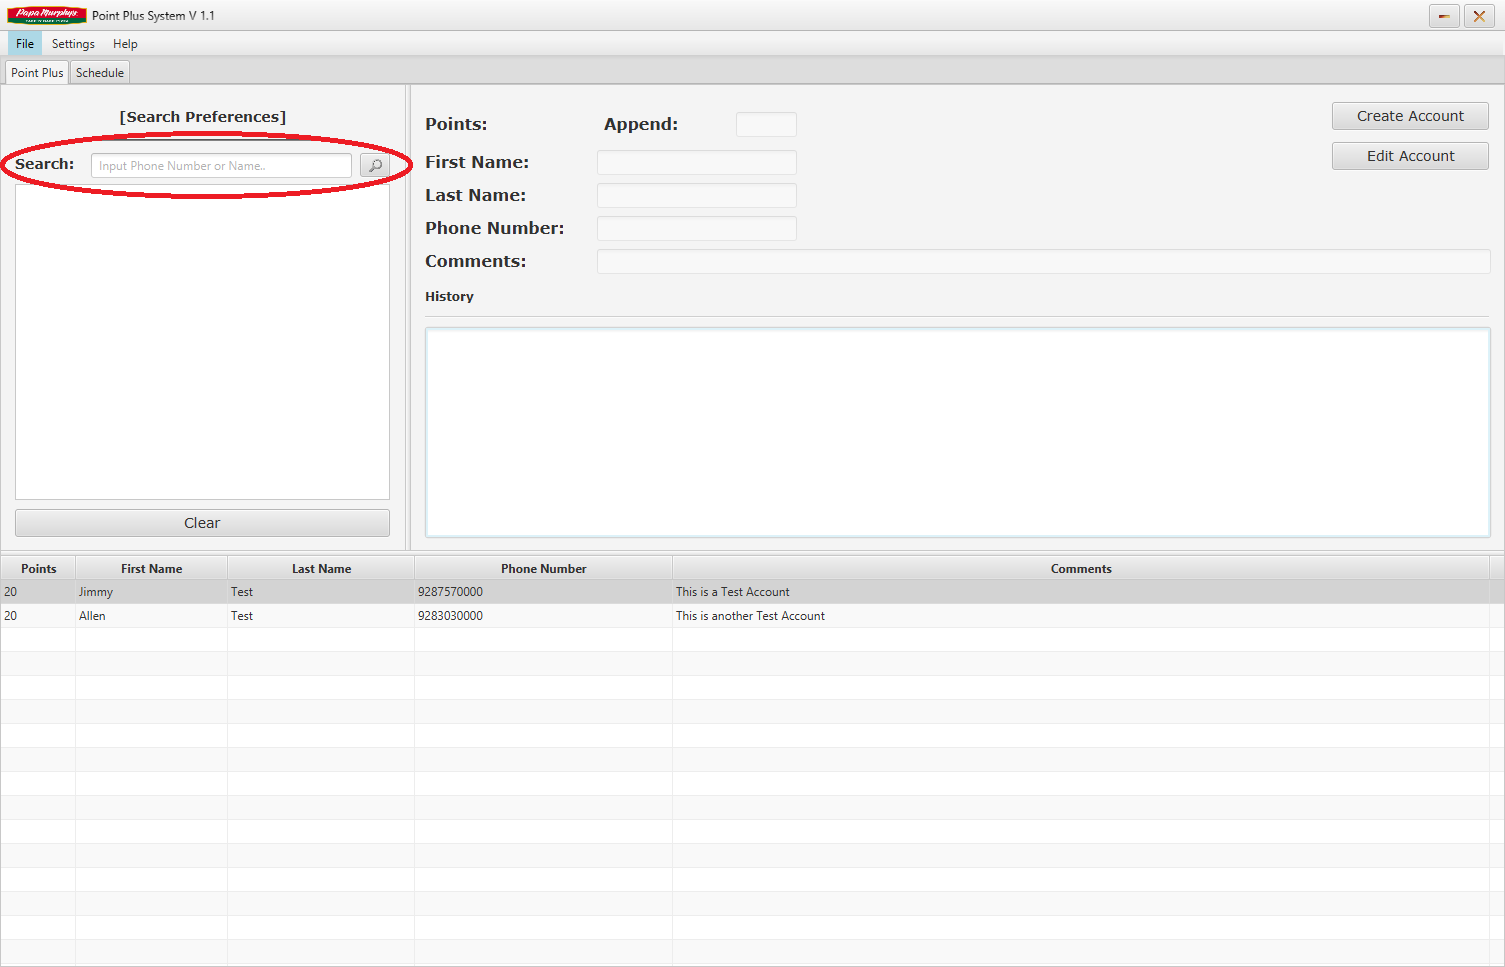 Papa Murphy's Point Plus System V 1.1
File Settings Help
Point Plus Schedule
[Search Preferences]
Search: Input Phone Number or Name..
Clear
Points: Append:
First Name:
Last Name:
Phone Number:
Comments:
History
Create Account
Edit Account
Points First Name Last Name Phone Number Comments
20 Jimmy Test 9287570000 This is a Test Account
20 Allen Test 9283030000 This is another Test Account